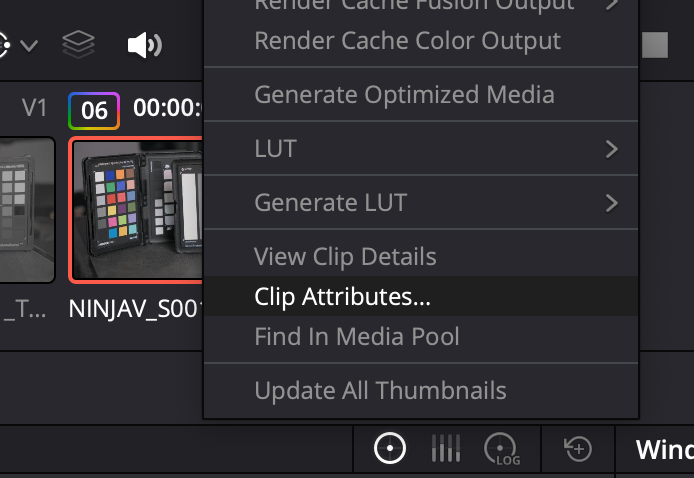 Render Cache Fusion Output
Render Cache Color Output
Generate Optimized Media
V1
06
00:00:
LUT
Generate LUT
View Clip Details
Clip Attributes...
_T...
NINJAV_S00
Find In Media Pool
Update All Thumbnails
LOG
Wind